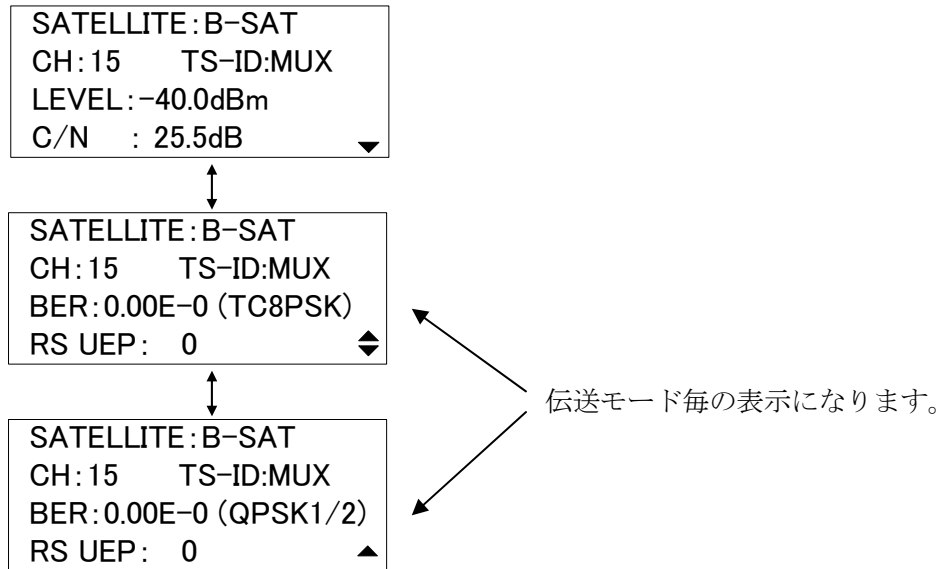 SATELLITE:B-SAT
CH:15 TS-ID:MUX
LEVEL:-40.0dBm
C/N : 25.5dB
SATELLITE:B-SAT
CH:15 TS-ID:MUX
BER:0.00E-0 (TC8PSK)
RS UEP: 0
伝送モード毎の表示になります。
SATELLITE:B-SAT
CH:15 TS-ID:MUX
BER:0.00E-0 (QPSK1/2)
RS UEP: 0